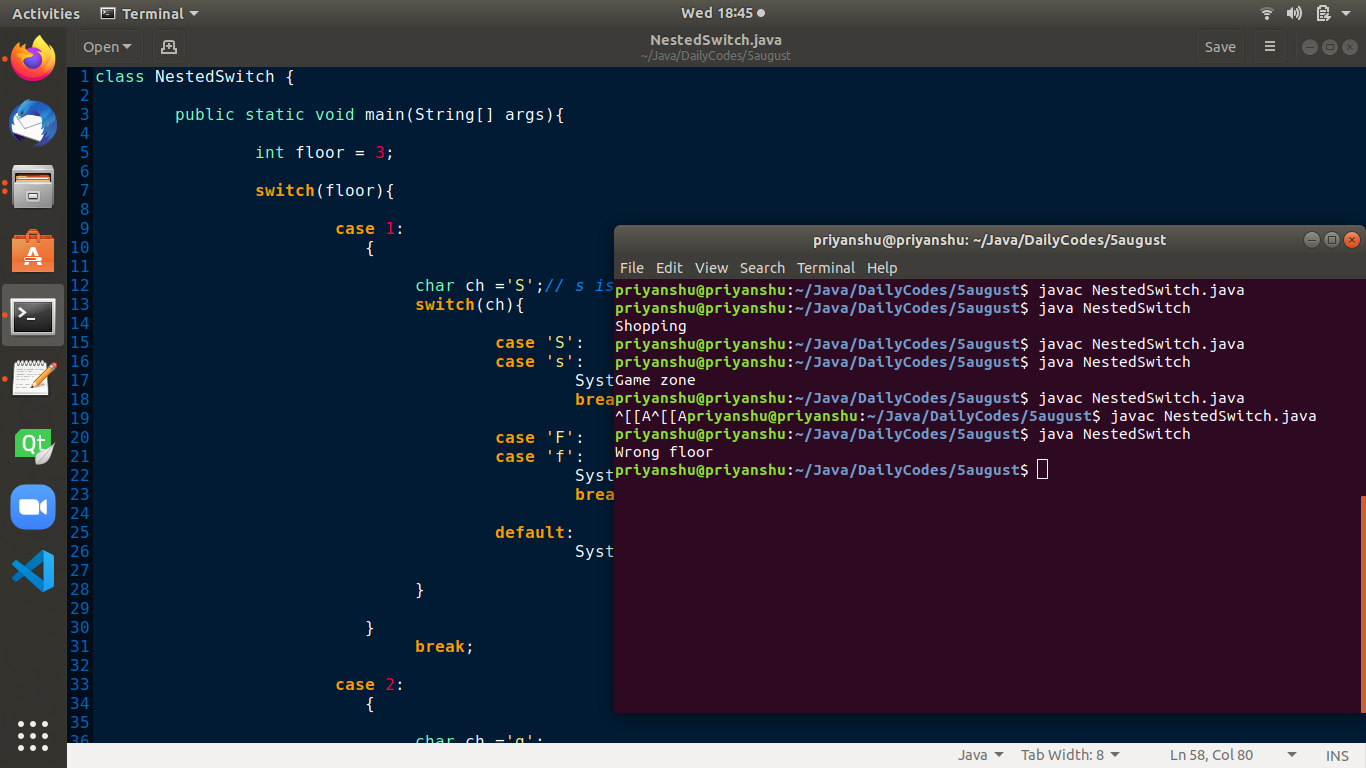 Activities Terminal Wed 18:45
Open NestedSwitch.java Save
~/Java/DailyCodes/5august
1 class NestedSwitch {
2
3 public static void main(String[] args){
4
5 int floor = 3;
6
7 switch(floor){
8
9 case 1:
10 {
11
12 char ch ='S';// s is
13 switch(ch){
14
15 case 'S':
16 case 's':
17 Syst
18 brea
19
20 case 'F':
21 case 'f':
22 Syst
23 brea
24
25 default:
26 Syst
27
28 }
29
30 }
31 break;
32
33 case 2:
34 {
35
36 char ch ='g';
priyanshu@priyanshu: ~/Java/DailyCodes/5august
File Edit View Search Terminal Help
priyanshu@priyanshu:~/Java/DailyCodes/5august$ javac NestedSwitch.java
priyanshu@priyanshu:~/Java/DailyCodes/5august$ java NestedSwitch
Shopping
priyanshu@priyanshu:~/Java/DailyCodes/5august$ javac NestedSwitch.java
priyanshu@priyanshu:~/Java/DailyCodes/5august$ java NestedSwitch
Game zone
priyanshu@priyanshu:~/Java/DailyCodes/5august$ javac NestedSwitch.java
^[[A^[[Apriyanshu@priyanshu:~/Java/DailyCodes/5august$ javac NestedSwitch.java
priyanshu@priyanshu:~/Java/DailyCodes/5august$ java NestedSwitch
Wrong floor
priyanshu@priyanshu:~/Java/DailyCodes/5august$
Qt
Java Tab Width: 8 Ln 58, Col 80 INS